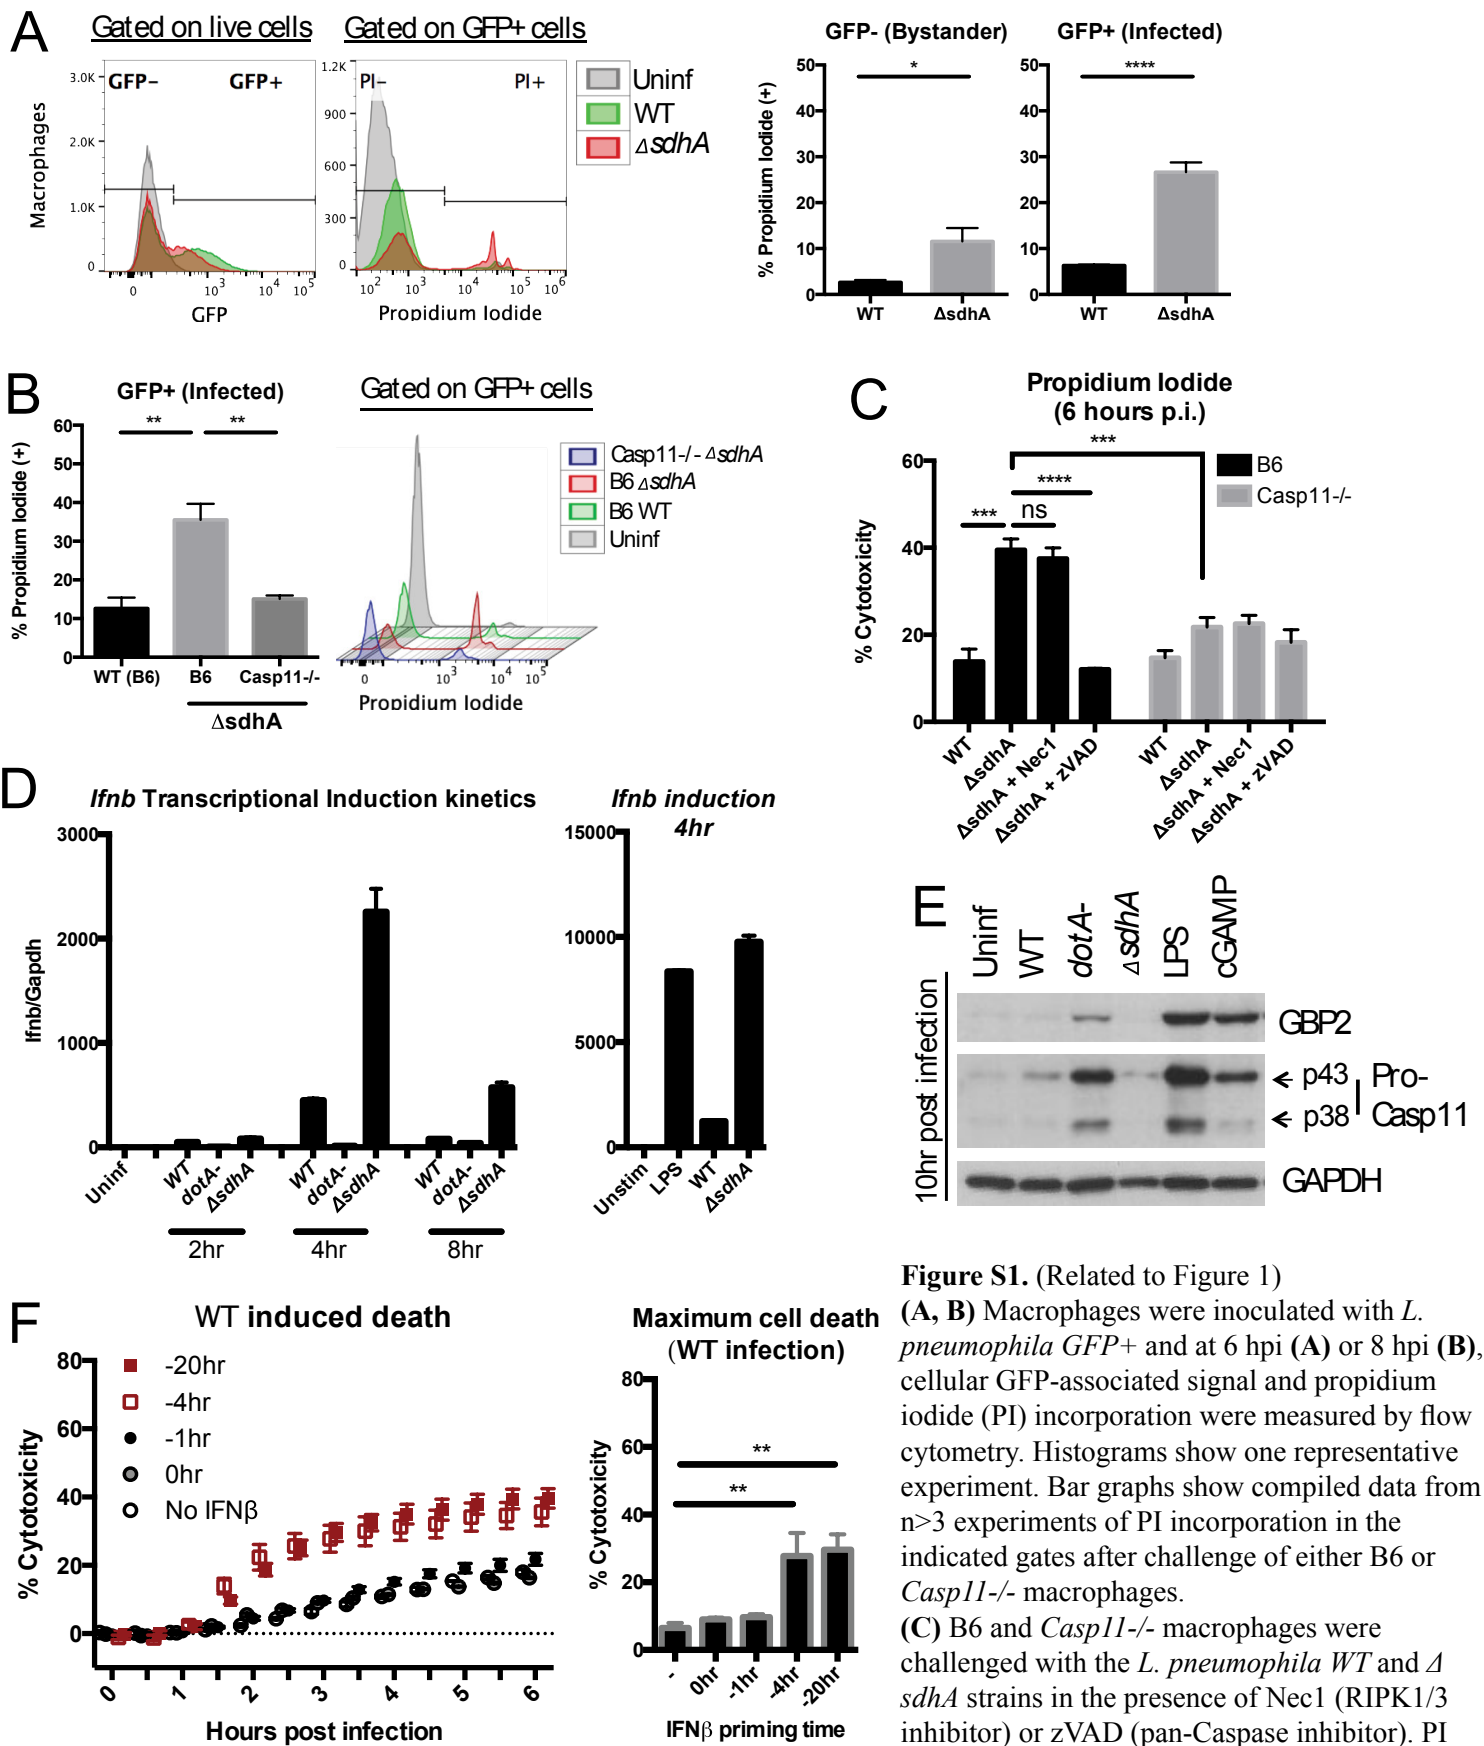 A
Gated on live cells
Gated on GFP+ cells
GFP-
GFP+
3.0K
2.0K
1.0K
0
Macrophages
0 10³ 10⁴ 10⁵
GFP
PI-
PI+
1.2K
900
600
300
0
10² 10³ 10⁴ 10⁵ 10⁶
Propidium Iodide
Uninf
WT
ΔsdhA
GFP- (Bystander)
GFP+ (Infected)
% Propidium Iodide (+)
50
40
30
20
10
0
*
WT ΔsdhA
50
40
30
20
10
0
****
WT ΔsdhA
B
GFP+ (Infected)
% Propidium Iodide (+)
60
50
40
30
20
10
0
** **
WT (B6) B6 Casp11-/-
ΔsdhA
Gated on GFP+ cells
0 10³ 10⁴ 10⁵
Propidium Iodide
Casp11-/- ΔsdhA
B6 ΔsdhA
B6 WT
Uninf
C
Propidium Iodide
(6 hours p.i.)
% Cytotoxicity
60
40
20
0
***
****
*** ns
B6
Casp11-/-
WT
ΔsdhA
ΔsdhA + Nec1
ΔsdhA + zVAD
WT
ΔsdhA
ΔsdhA + Nec1
ΔsdhA + zVAD
D
Ifnb Transcriptional Induction kinetics
Ifnb/Gapdh
3000
2000
1000
0
Uninf
WT
dotA-
ΔsdhA
WT
dotA-
ΔsdhA
WT
dotA-
ΔsdhA
2hr 4hr 8hr
Ifnb induction
4hr
15000
10000
5000
0
Unstim
LPS
WT
ΔsdhA
E
Uninf
WT
dotA-
ΔsdhA
LPS
cGAMP
10hr post infection
GBP2
p43
p38
Pro-
Casp11
GAPDH
F
WT induced death
% Cytotoxicity
80
60
40
20
0
-20hr
-4hr
-1hr
0hr
No IFNβ
0 1 2 3 4 5 6
Hours post infection
Maximum cell death
(WT infection)
% Cytotoxicity
80
60
40
20
0
**
**
-
0hr
-1hr
-4hr
-20hr
IFNβ priming time
Figure S1. (Related to Figure 1)
(A, B) Macrophages were inoculated with L.
pneumophila GFP+ and at 6 hpi (A) or 8 hpi (B),
cellular GFP-associated signal and propidium
iodide (PI) incorporation were measured by flow
cytometry. Histograms show one representative
experiment. Bar graphs show compiled data from
n>3 experiments of PI incorporation in the
indicated gates after challenge of either B6 or
Casp11-/- macrophages.
(C) B6 and Casp11-/- macrophages were
challenged with the L. pneumophila WT and Δ
sdhA strains in the presence of Nec1 (RIPK1/3
inhibitor) or zVAD (pan-Caspase inhibitor). PI